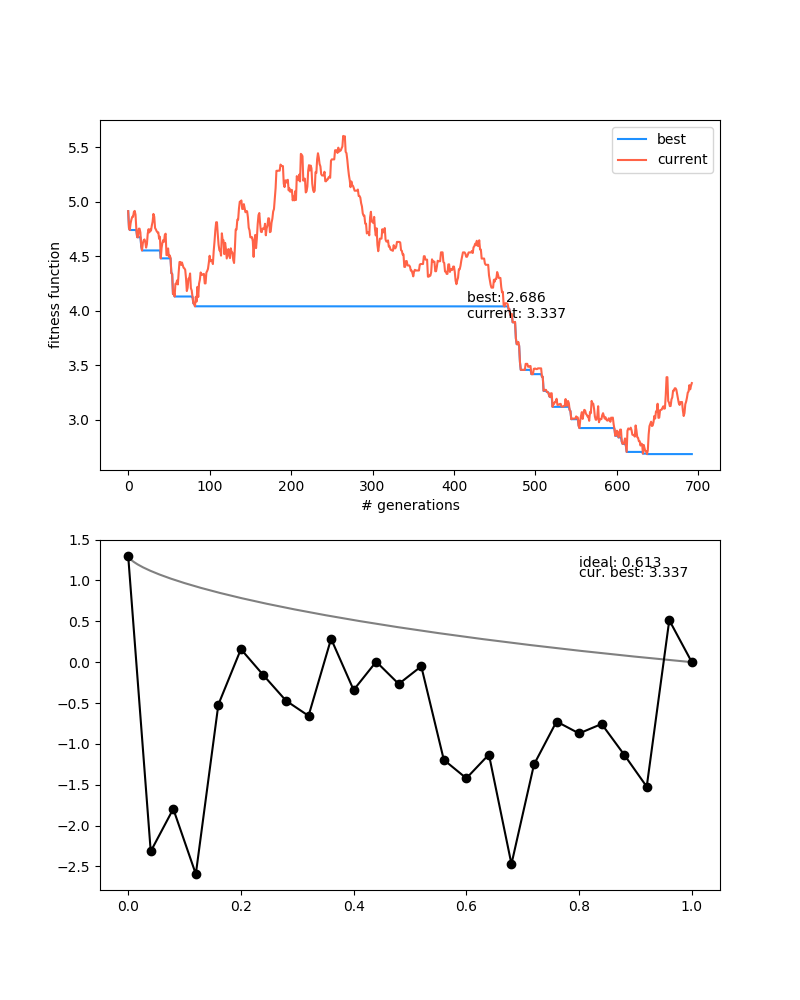 5.5
5.0
4.5
4.0
3.5
3.0
fitness function
best
current
best: 2.686
current: 3.337
0 100 200 300 400 500 600 700
# generations
1.5
1.0
0.5
0.0
−0.5
−1.0
−1.5
−2.0
−2.5
ideal: 0.613
cur. best: 3.337
0.0 0.2 0.4 0.6 0.8 1.0